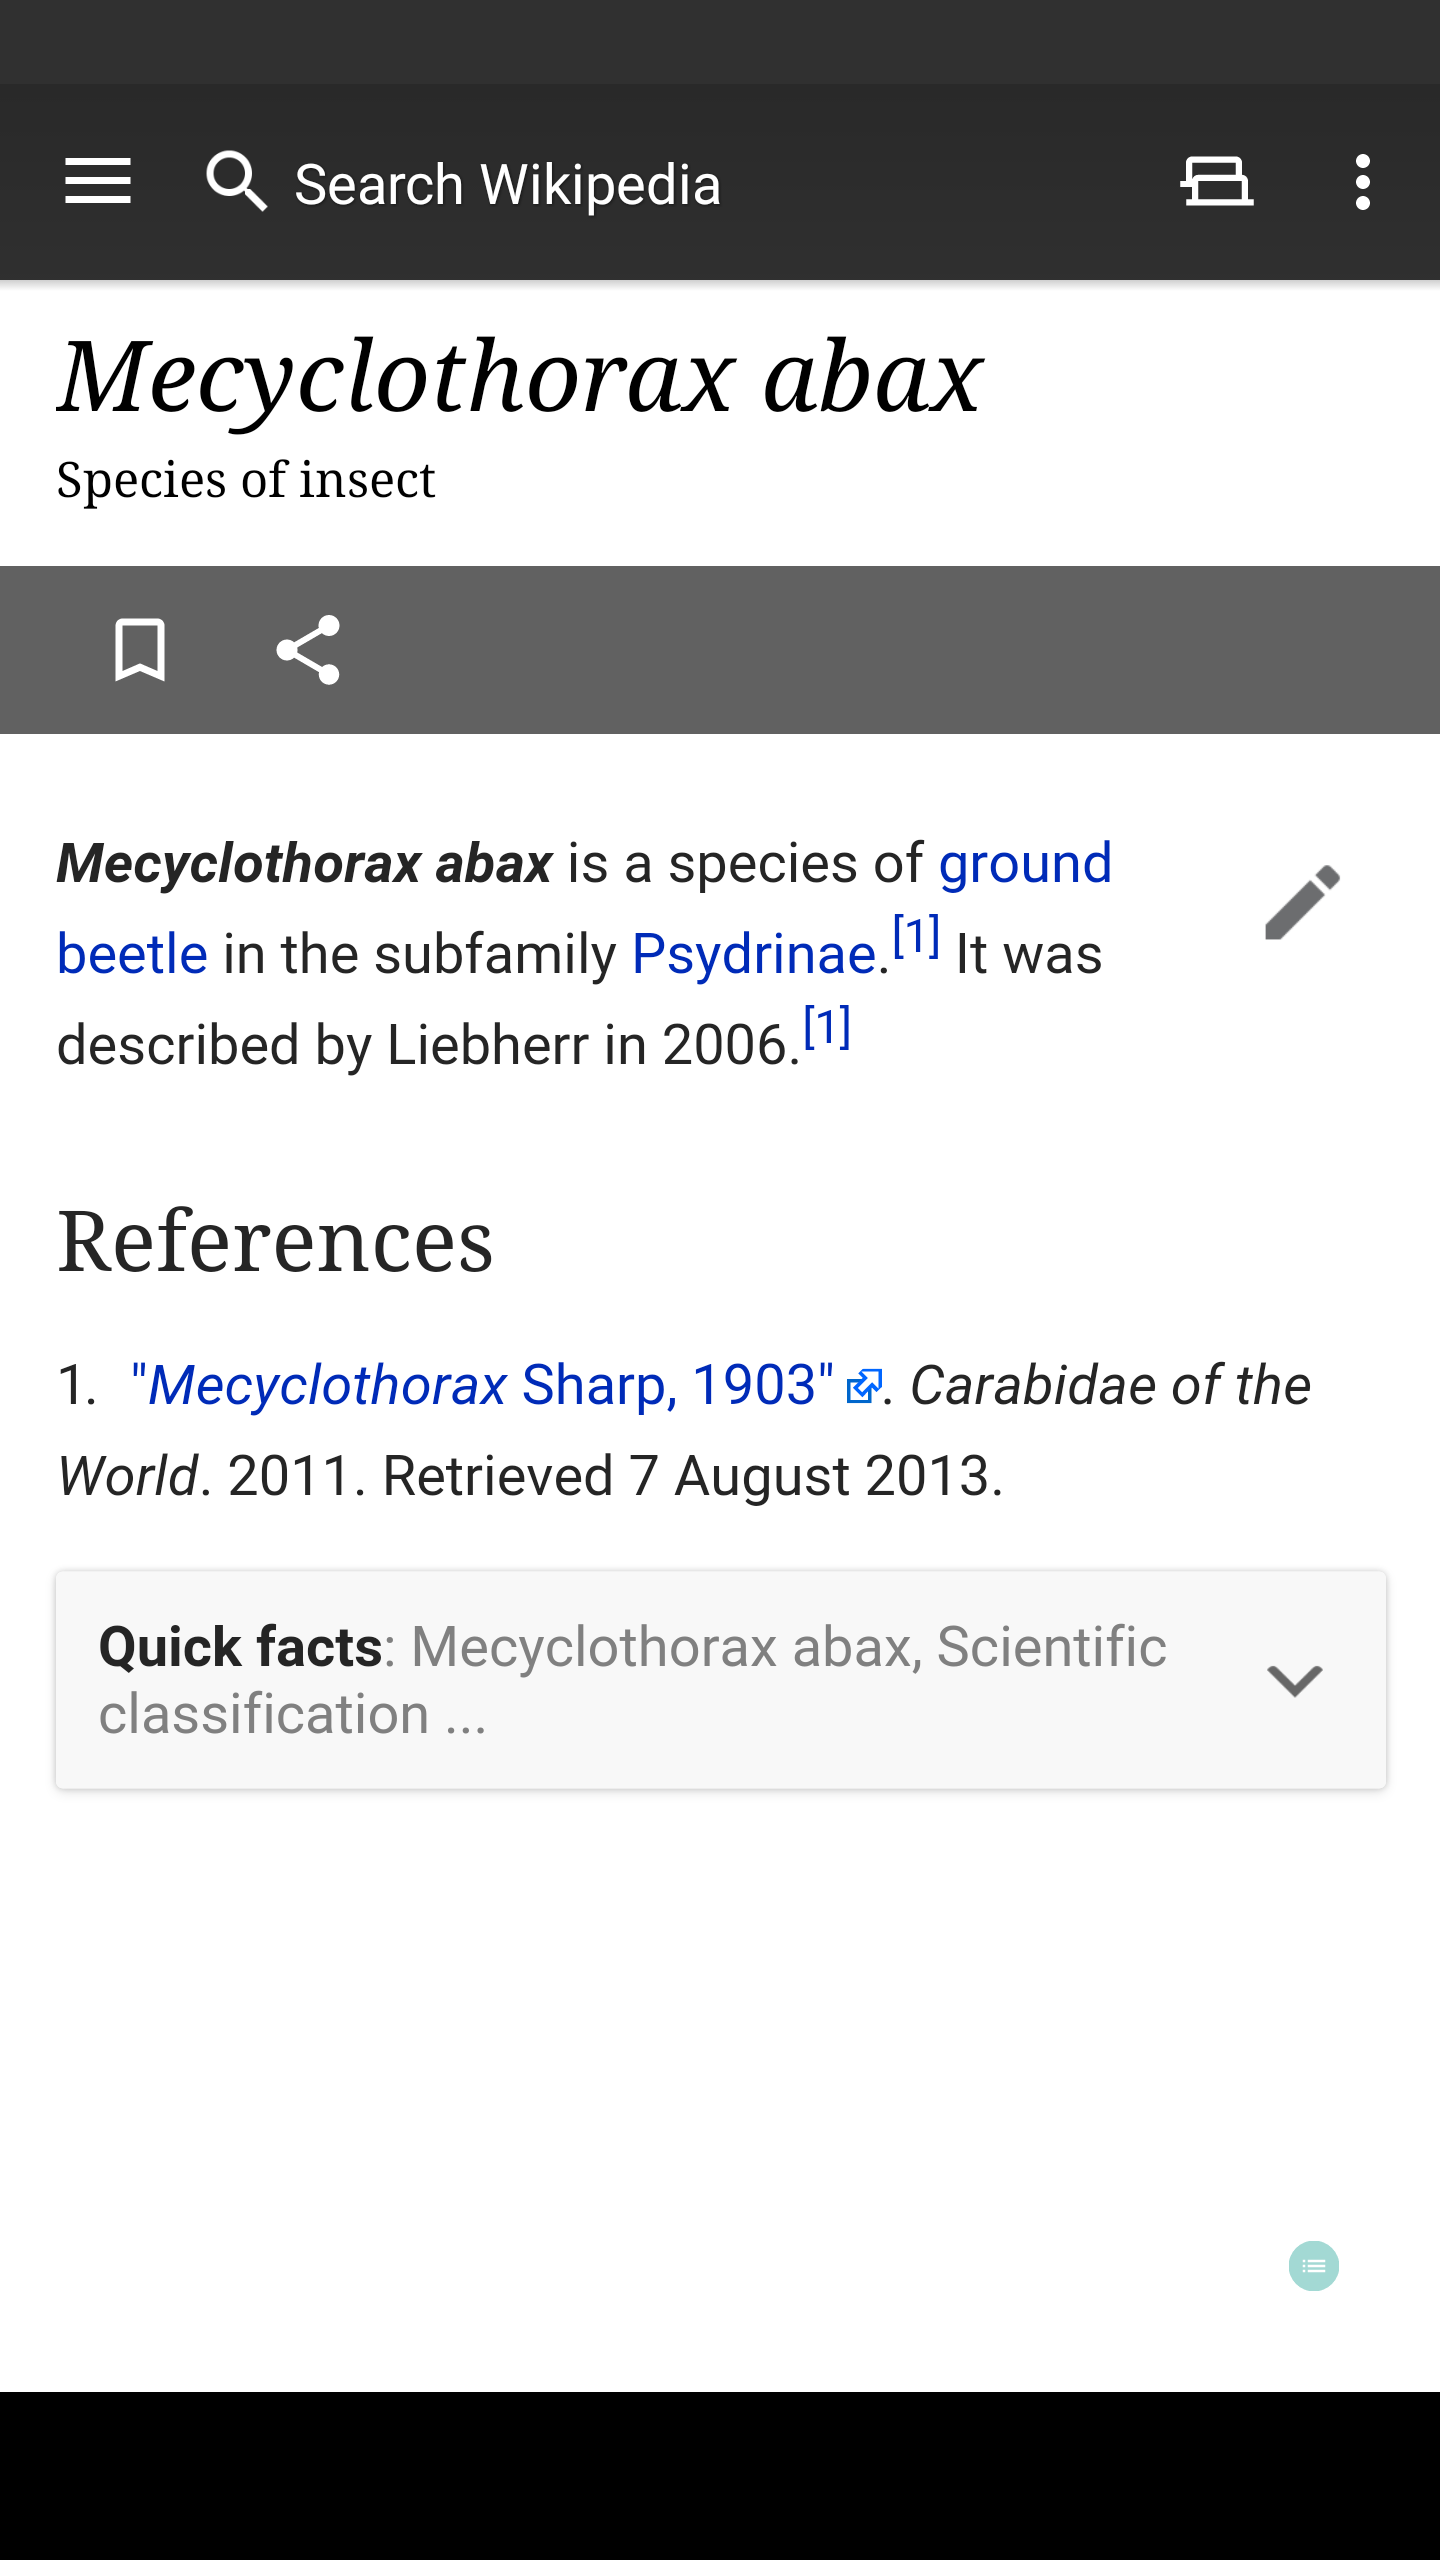 Search Wikipedia
Mecyclothorax abax
Species of insect
Mecyclothorax abax is a species of ground
beetle in the subfamily Psydrinae.[1] It was
described by Liebherr in 2006.[1]
References
1. "Mecyclothorax Sharp, 1903" . Carabidae of the
World. 2011. Retrieved 7 August 2013.
Quick facts: Mecyclothorax abax, Scientific
classification ...